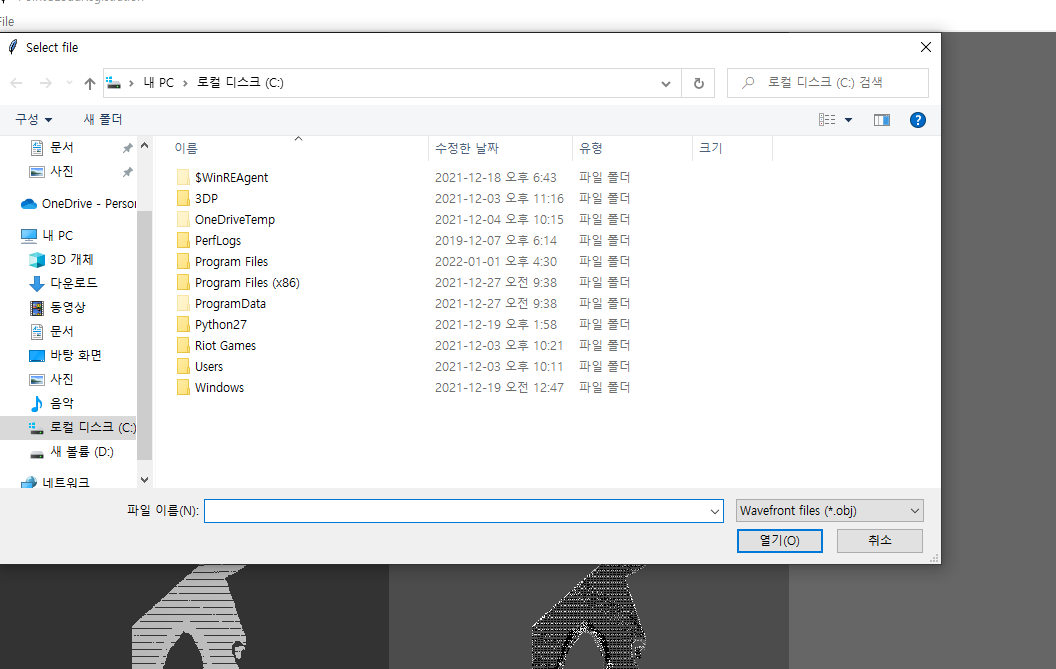 File
Select file
내 PC › 로컬 디스크 (C:)
로컬 디스크 (C:) 검색
구성 새 폴더
이름 수정한 날짜 유형 크기
문서
사진
OneDrive - Person
내 PC
3D 개체
다운로드
동영상
문서
바탕 화면
사진
음악
로컬 디스크 (C:)
새 볼륨 (D:)
네트워크
$WinREAgent 2021-12-18 오후 6:43 파일 폴더
3DP 2021-12-03 오후 11:16 파일 폴더
OneDriveTemp 2021-12-04 오후 10:15 파일 폴더
PerfLogs 2019-12-07 오후 6:14 파일 폴더
Program Files 2022-01-01 오후 4:30 파일 폴더
Program Files (x86) 2021-12-27 오전 9:38 파일 폴더
ProgramData 2021-12-27 오전 9:38 파일 폴더
Python27 2021-12-19 오후 1:58 파일 폴더
Riot Games 2021-12-03 오후 10:21 파일 폴더
Users 2021-12-03 오후 10:11 파일 폴더
Windows 2021-12-19 오전 12:47 파일 폴더
파일 이름(N):
Wavefront files (*.obj)
열기(O) 취소